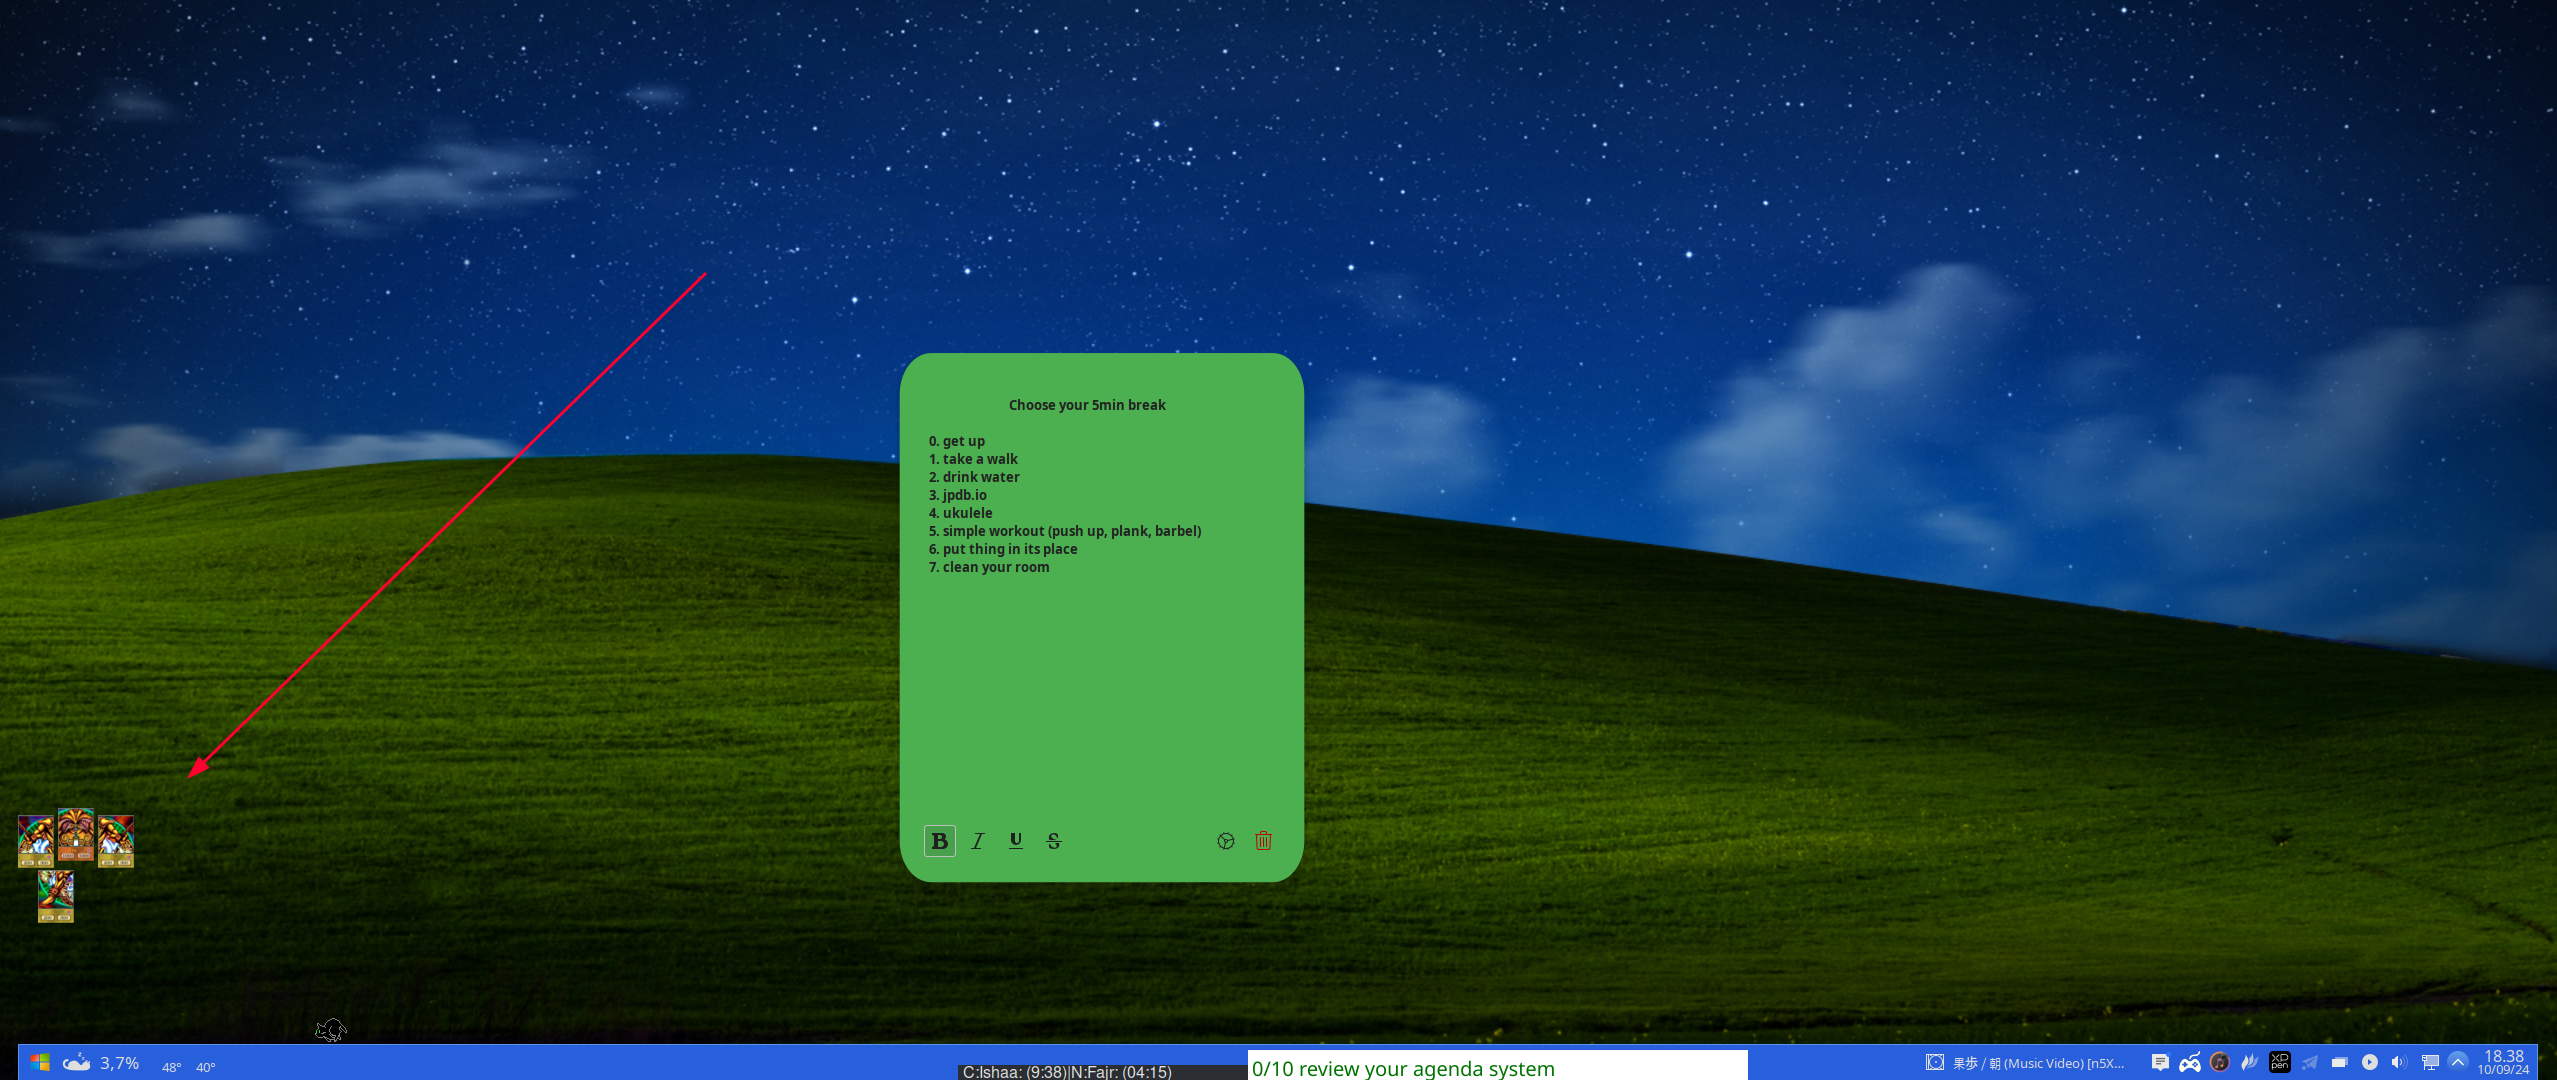 Choose your 5min break
0. get up
1. take a walk
2. drink water
3. jpdb.io
4. ukulele
5. simple workout (push up, plank, barbel)
6. put thing in its place
7. clean your room
B I U S
3,7% 48° 40°
C:Ishaa: (9:38)|N:Fajr: (04:15)
0/10 review your agenda system
果歩 / 朝 (Music Video) [n5X...
XP
pen
18.38
10/09/24